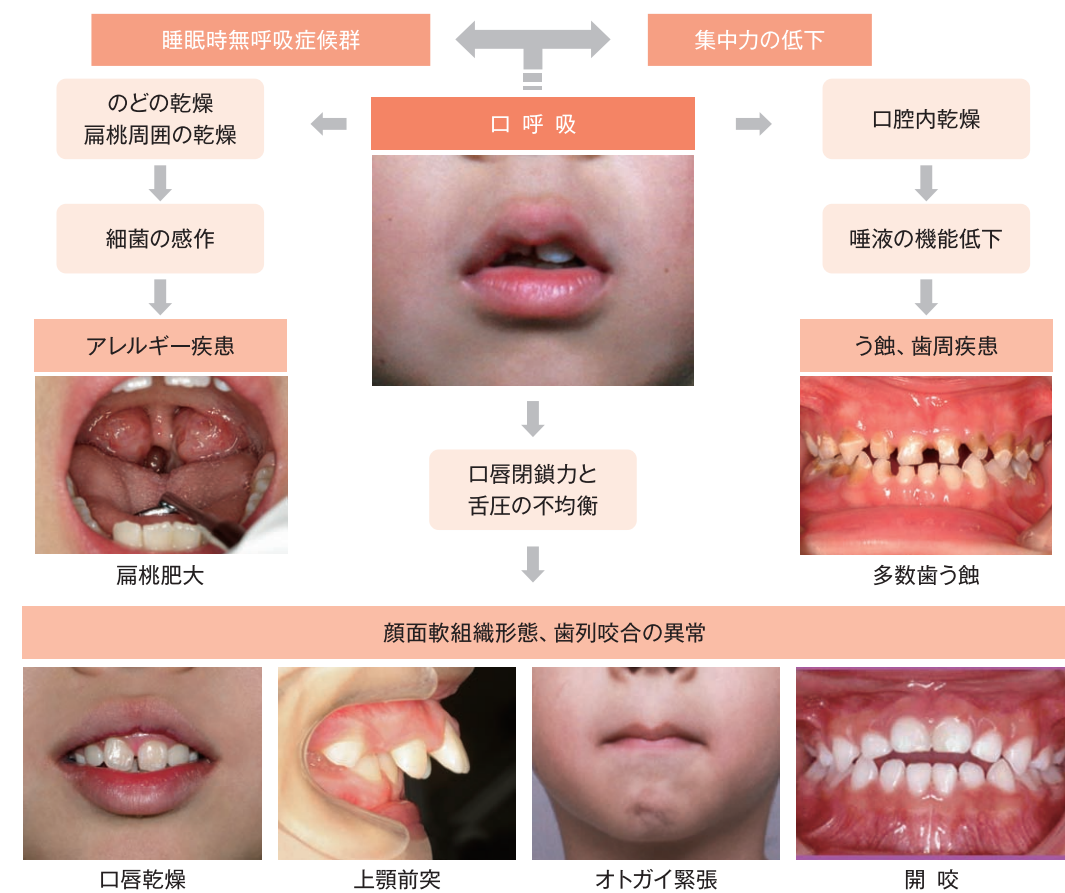 睡眠時無呼吸症候群
集中力の低下
口呼吸
のどの乾燥
扁桃周囲の乾燥
細菌の感作
アレルギー疾患
扁桃肥大
口腔内乾燥
唾液の機能低下
う蝕、歯周疾患
多数歯う蝕
口唇閉鎖力と
舌圧の不均衡
顔面軟組織形態、歯列咬合の異常
口唇乾燥
上顎前突
オトガイ緊張
開咬